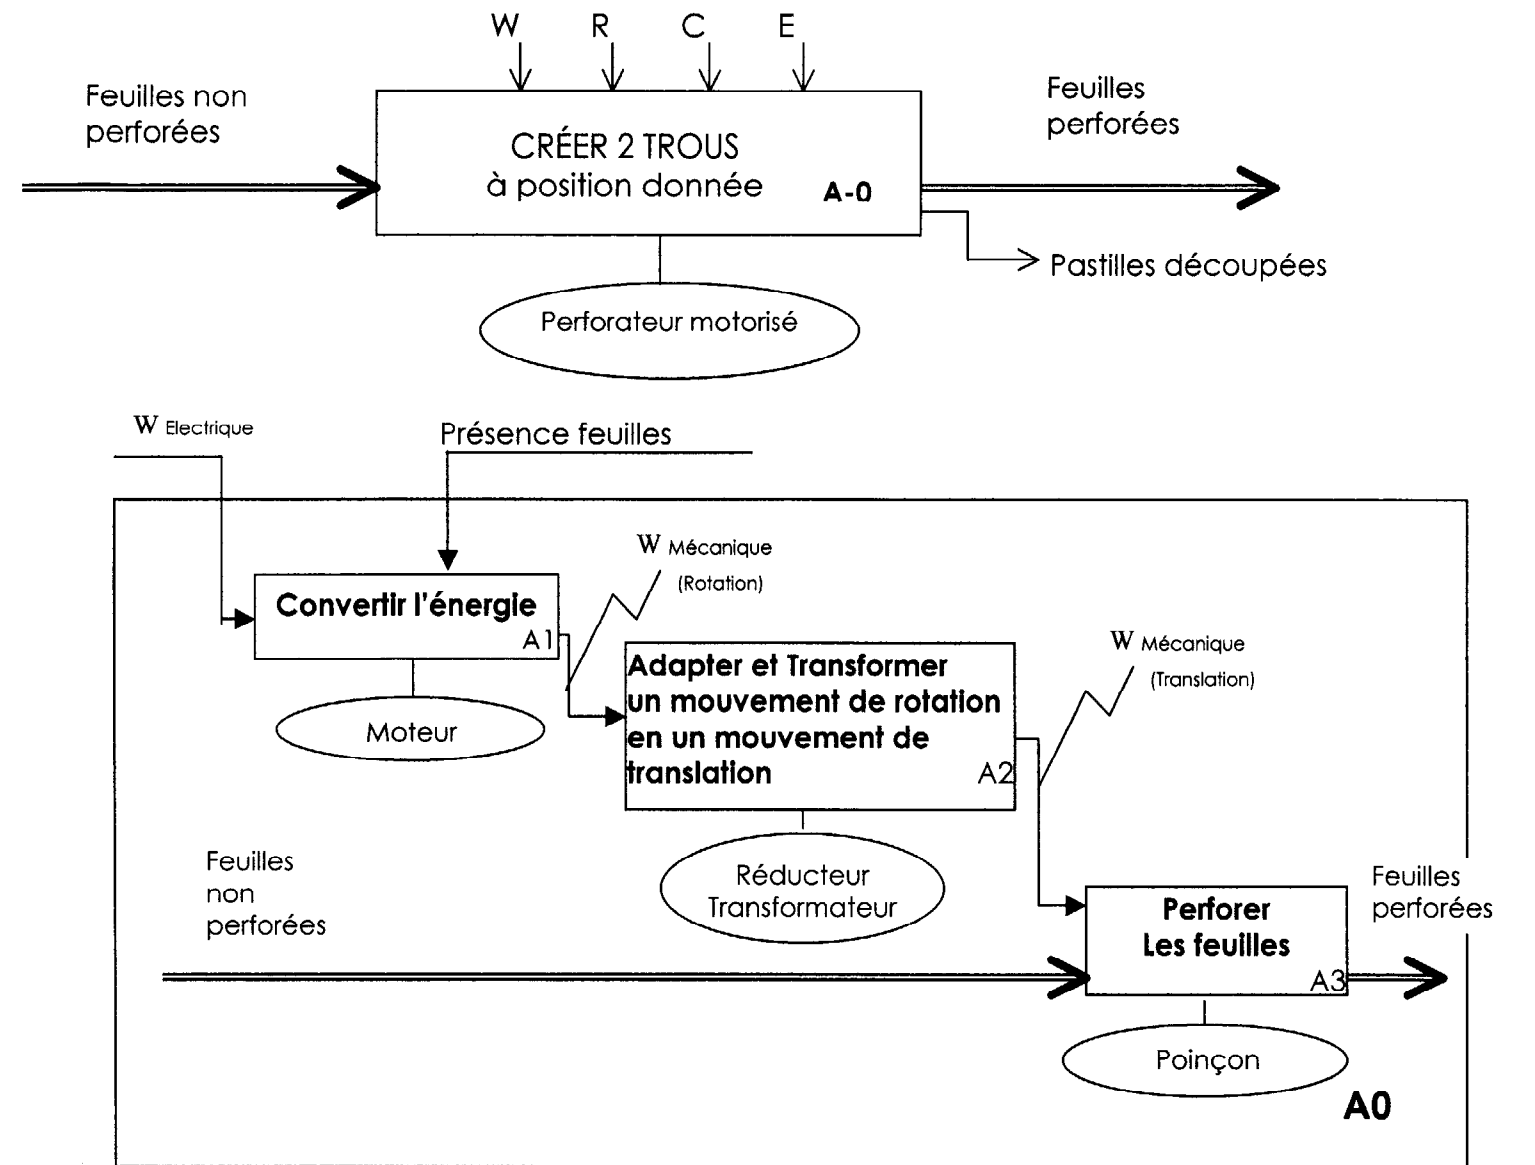 W R C E
Feuilles non
perforées
Feuilles
perforées
CRÉER 2 TROUS
à position donnée
A-0
Pastilles découpées
Perforateur motorisé
W Electrique
Présence feuilles
W Mécanique
(Rotation)
Convertir l'énergie
A1
Moteur
W Mécanique
(Translation)
Adapter et Transformer
un mouvement de rotation
en un mouvement de
translation
A2
Réducteur
Transformateur
Feuilles
non
perforées
Feuilles
perforées
Perforer
Les feuilles
A3
Poinçon
A0